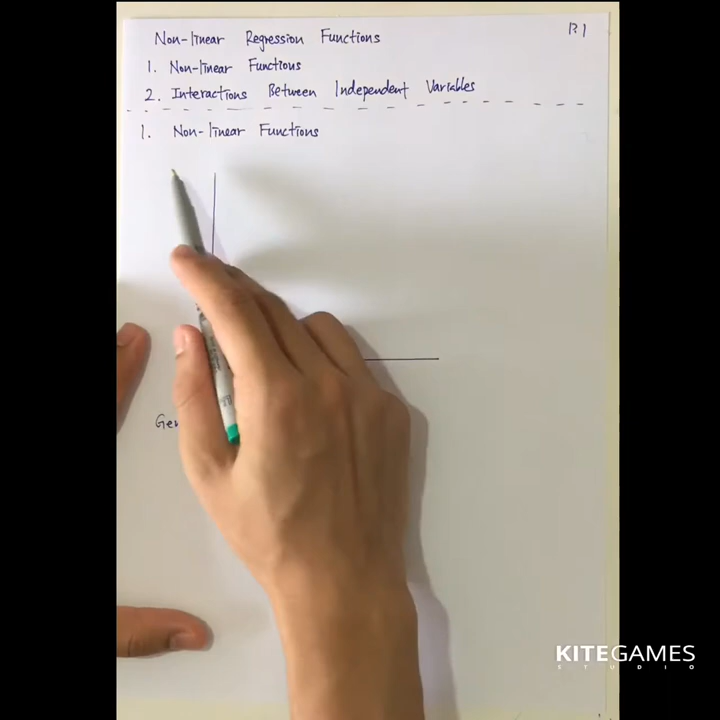 Non-linear Regression Functions
B1
1. Non-linear Functions
2. Interactions Between Independent Variables
1. Non-linear Functions
KITEGAMES
STUDIO